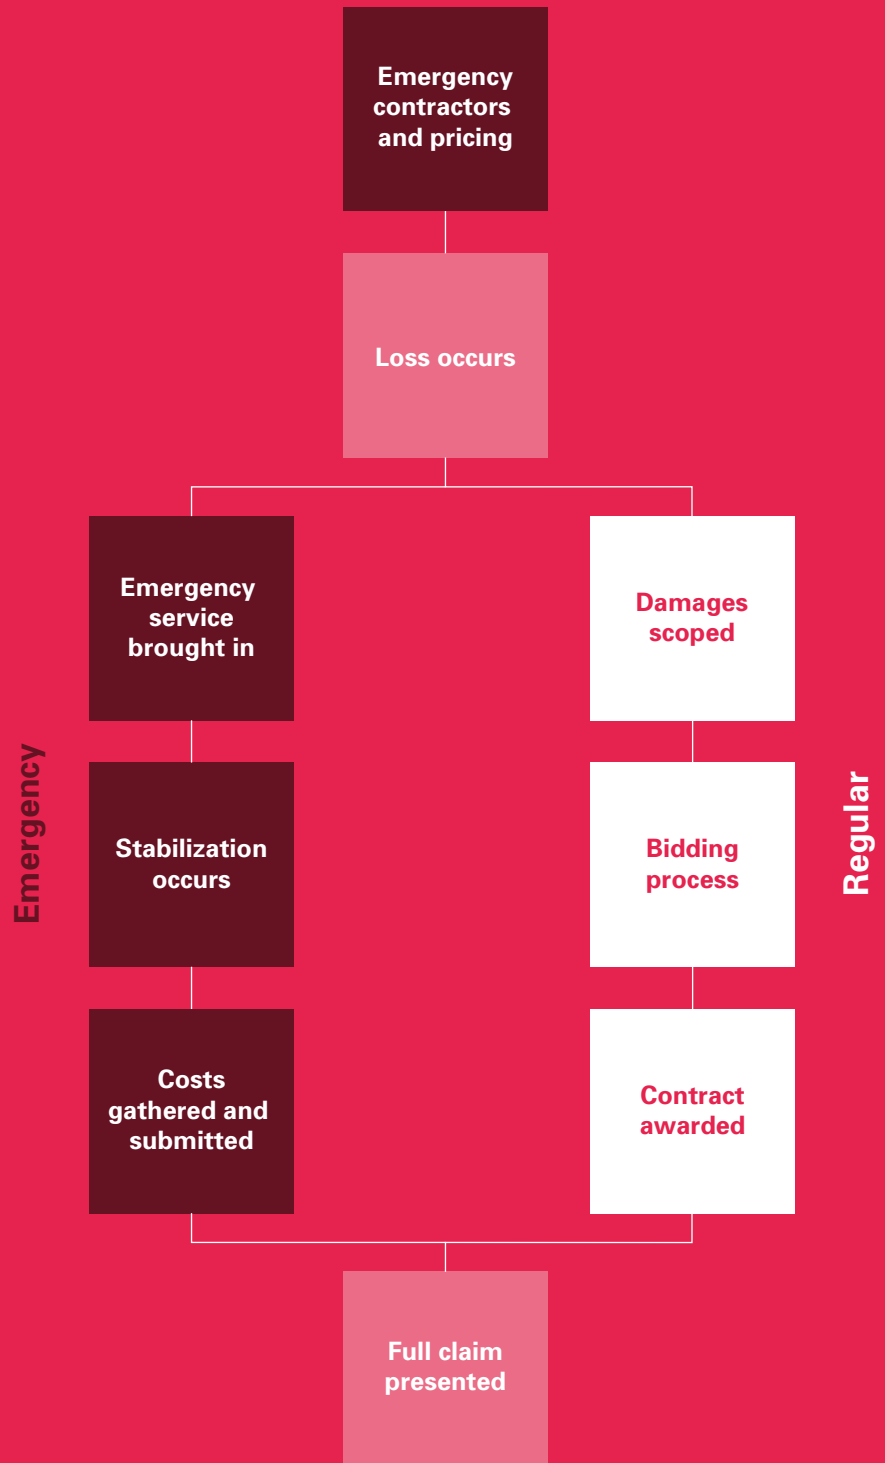 Emergency
contractors
and pricing
Loss occurs
Emergency
service
brought in
Damages
scoped
Emergency
Stabilization
occurs
Bidding
process
Regular
Costs
gathered and
submitted
Contract
awarded
Full claim
presented